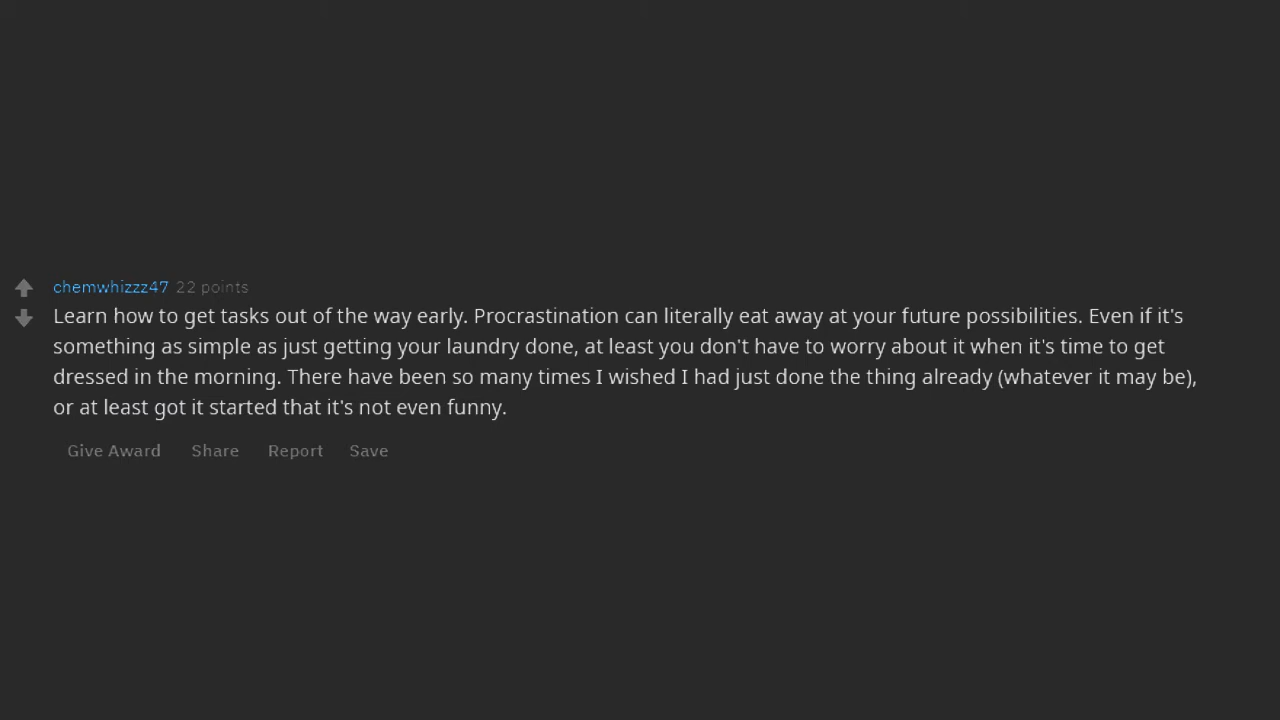 chemwhizzz47 22 points
Learn how to get tasks out of the way early. Procrastination can literally eat away at your future possibilities. Even if it's
something as simple as just getting your laundry done, at least you don't have to worry about it when it's time to get
dressed in the morning. There have been so many times I wished I had just done the thing already (whatever it may be),
or at least got it started that it's not even funny.
Give Award Share Report Save